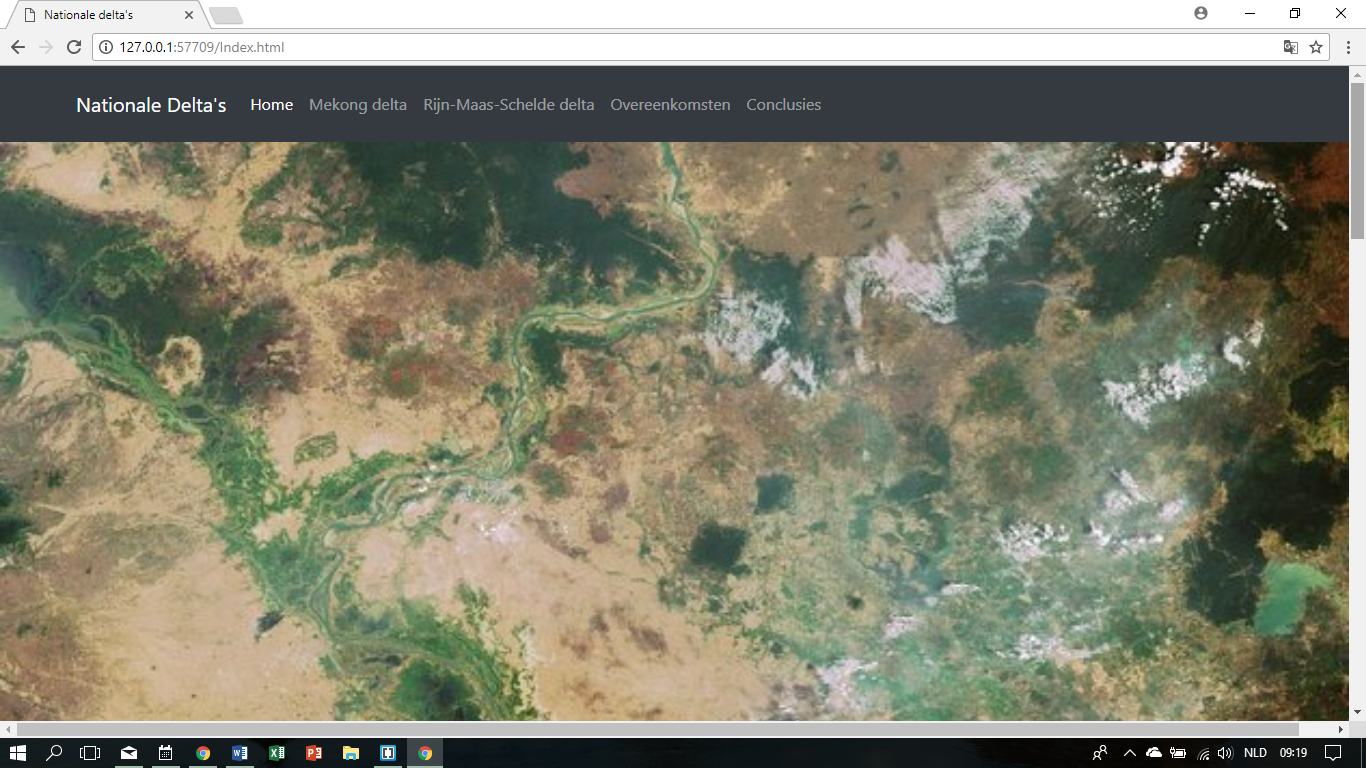 Nationale delta's
127.0.0.1:57709/Index.html
Nationale Delta's Home Mekong delta Rijn-Maas-Schelde delta Overeenkomsten Conclusies
NLD 09:19